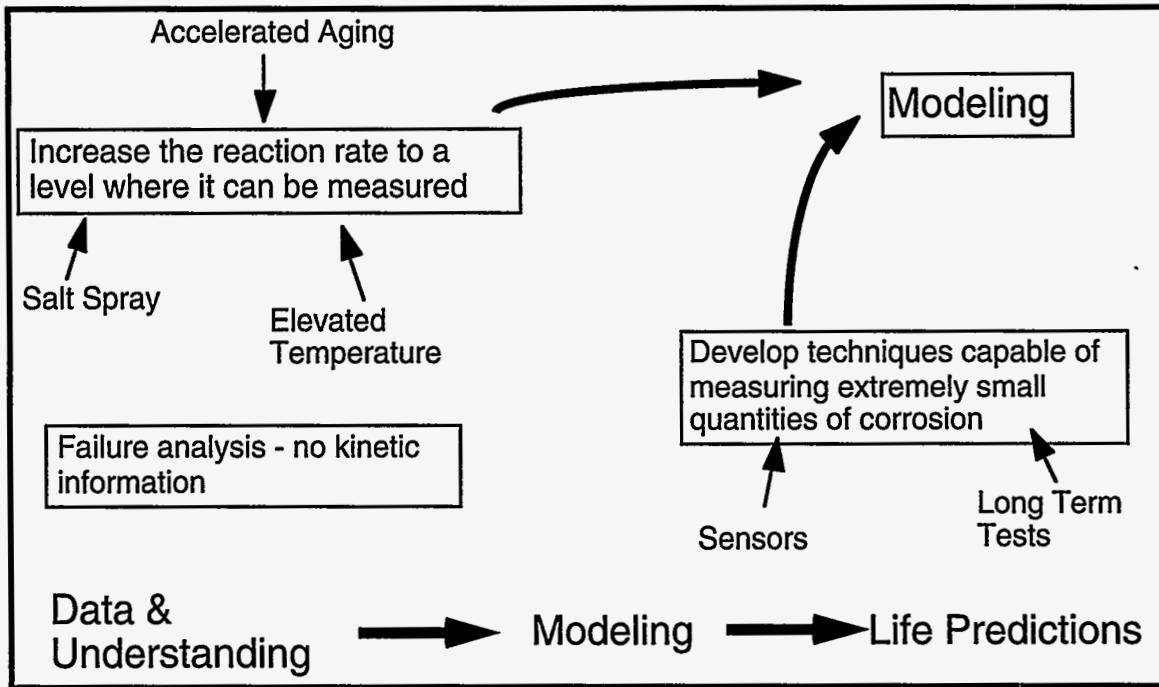 Accelerated Aging
Modeling
Increase the reaction rate to a
level where it can be measured
Salt Spray
Elevated
Temperature
Develop techniques capable of
measuring extremely small
quantities of corrosion
Failure analysis - no kinetic
information
Sensors
Long Term
Tests
Data &
Understanding
Modeling
Life Predictions